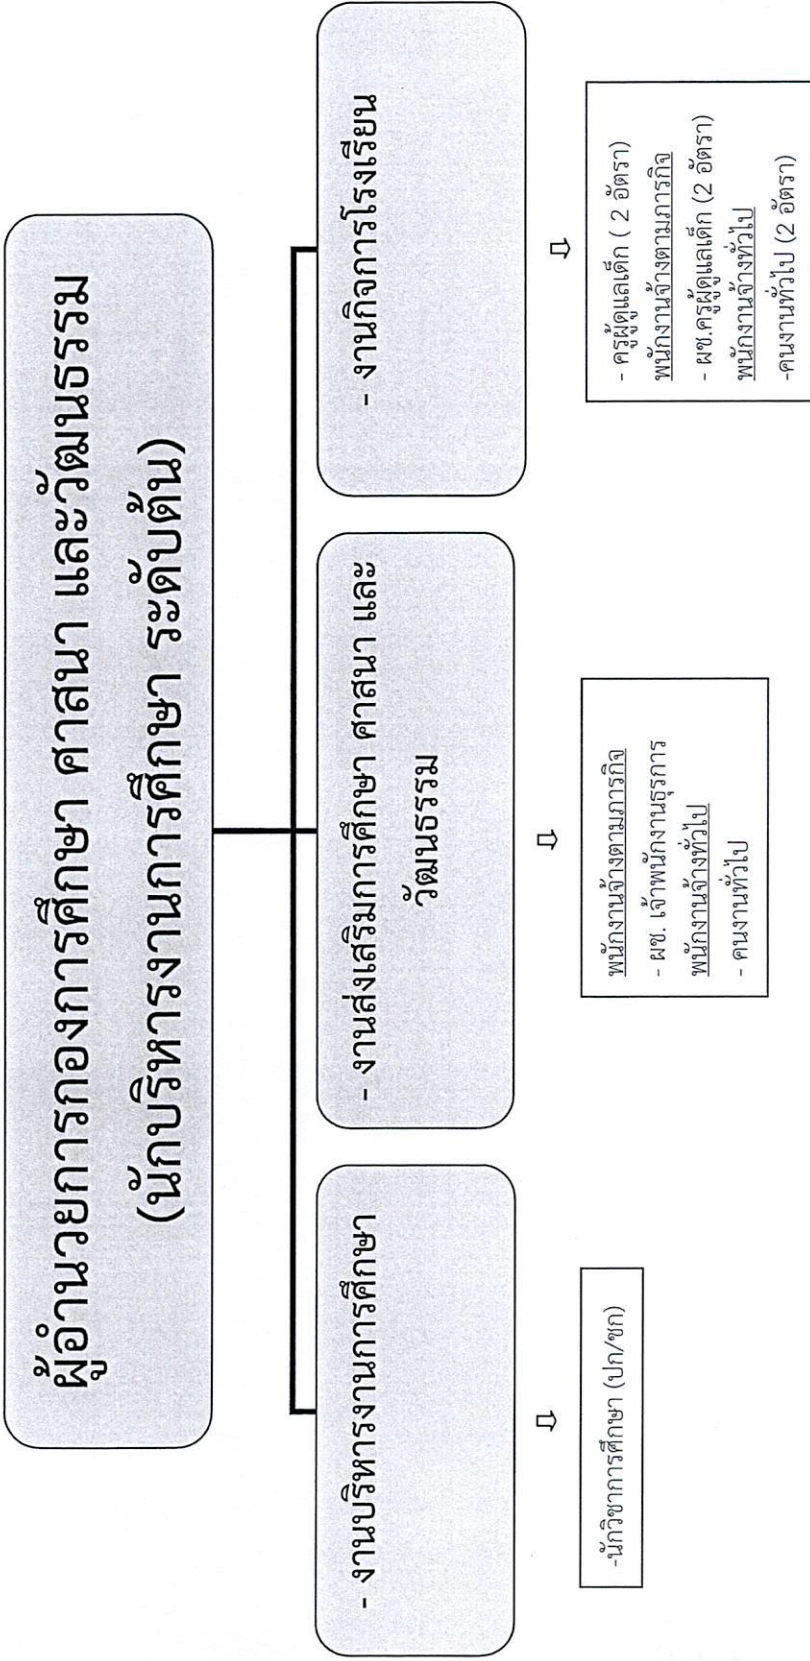 ผู้อำนวยการกองการศึกษา ศาสนา และวัฒนธรรม
(นักบริหารงานการศึกษา ระดับต้น)
- งานบริหารงานการศึกษา
- งานส่งเสริมการศึกษา ศาสนา และ
วัฒนธรรม
- งานกิจการโรงเรียน
-นักวิชาการศึกษา (ปก/ชก)
พนักงานจ้างตามภารกิจ
- ผช. เจ้าพนักงานธุรการ
พนักงานจ้างทั่วไป
- คนงานทั่วไป
- ครูผู้ดูแลเด็ก ( 2 อัตรา)
พนักงานจ้างตามภารกิจ
- ผช.ครูผู้ดูแลเด็ก (2 อัตรา)
พนักงานจ้างทั่วไป
-คนงานทั่วไป (2 อัตรา)